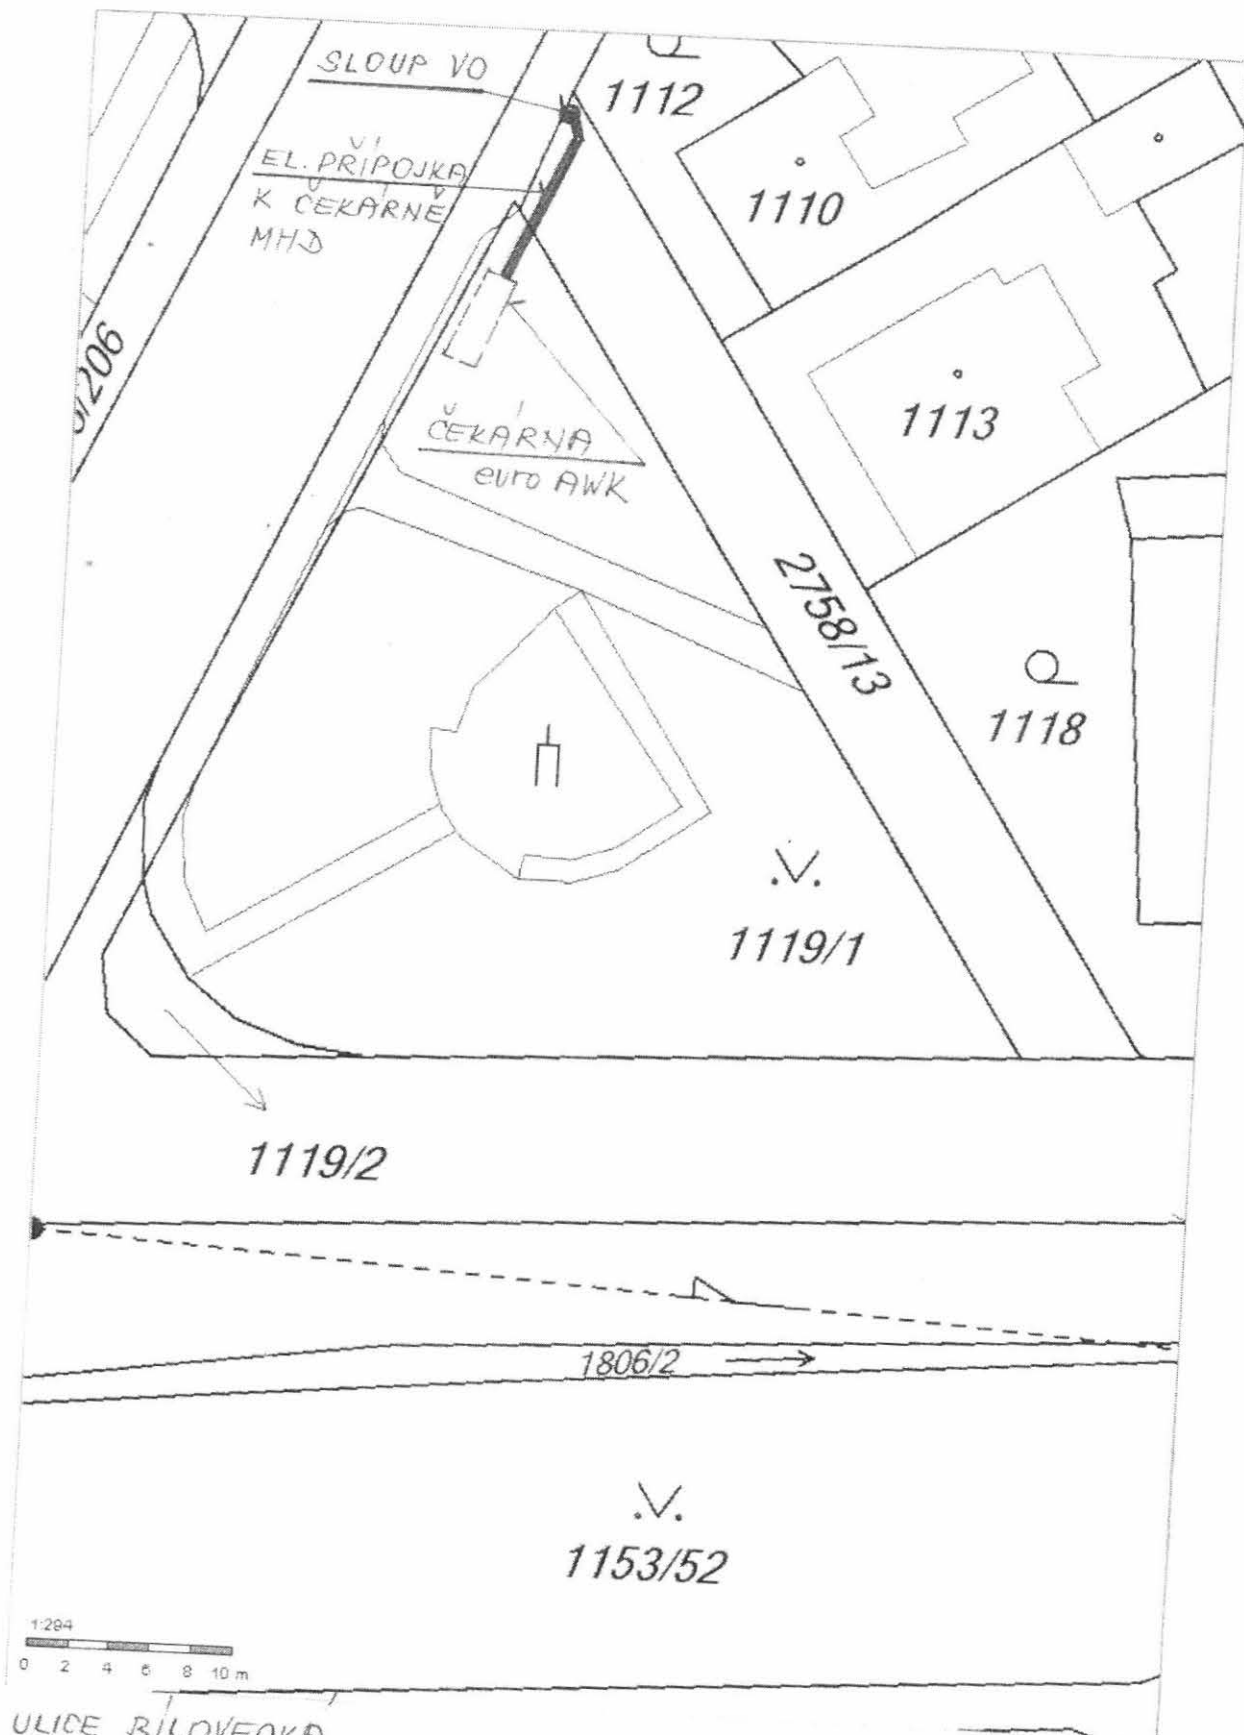 SLOUP VO
1112
EL. PŘÍPOJKA
K ČEKÁRNĚ
MHD
1110
/206
ČEKÁRNA
euro AWK
1113
2758/13
1118
1119/1
1119/2
1806/2
1153/52
1:284
0 2 4 6 8 10 m
ULICE